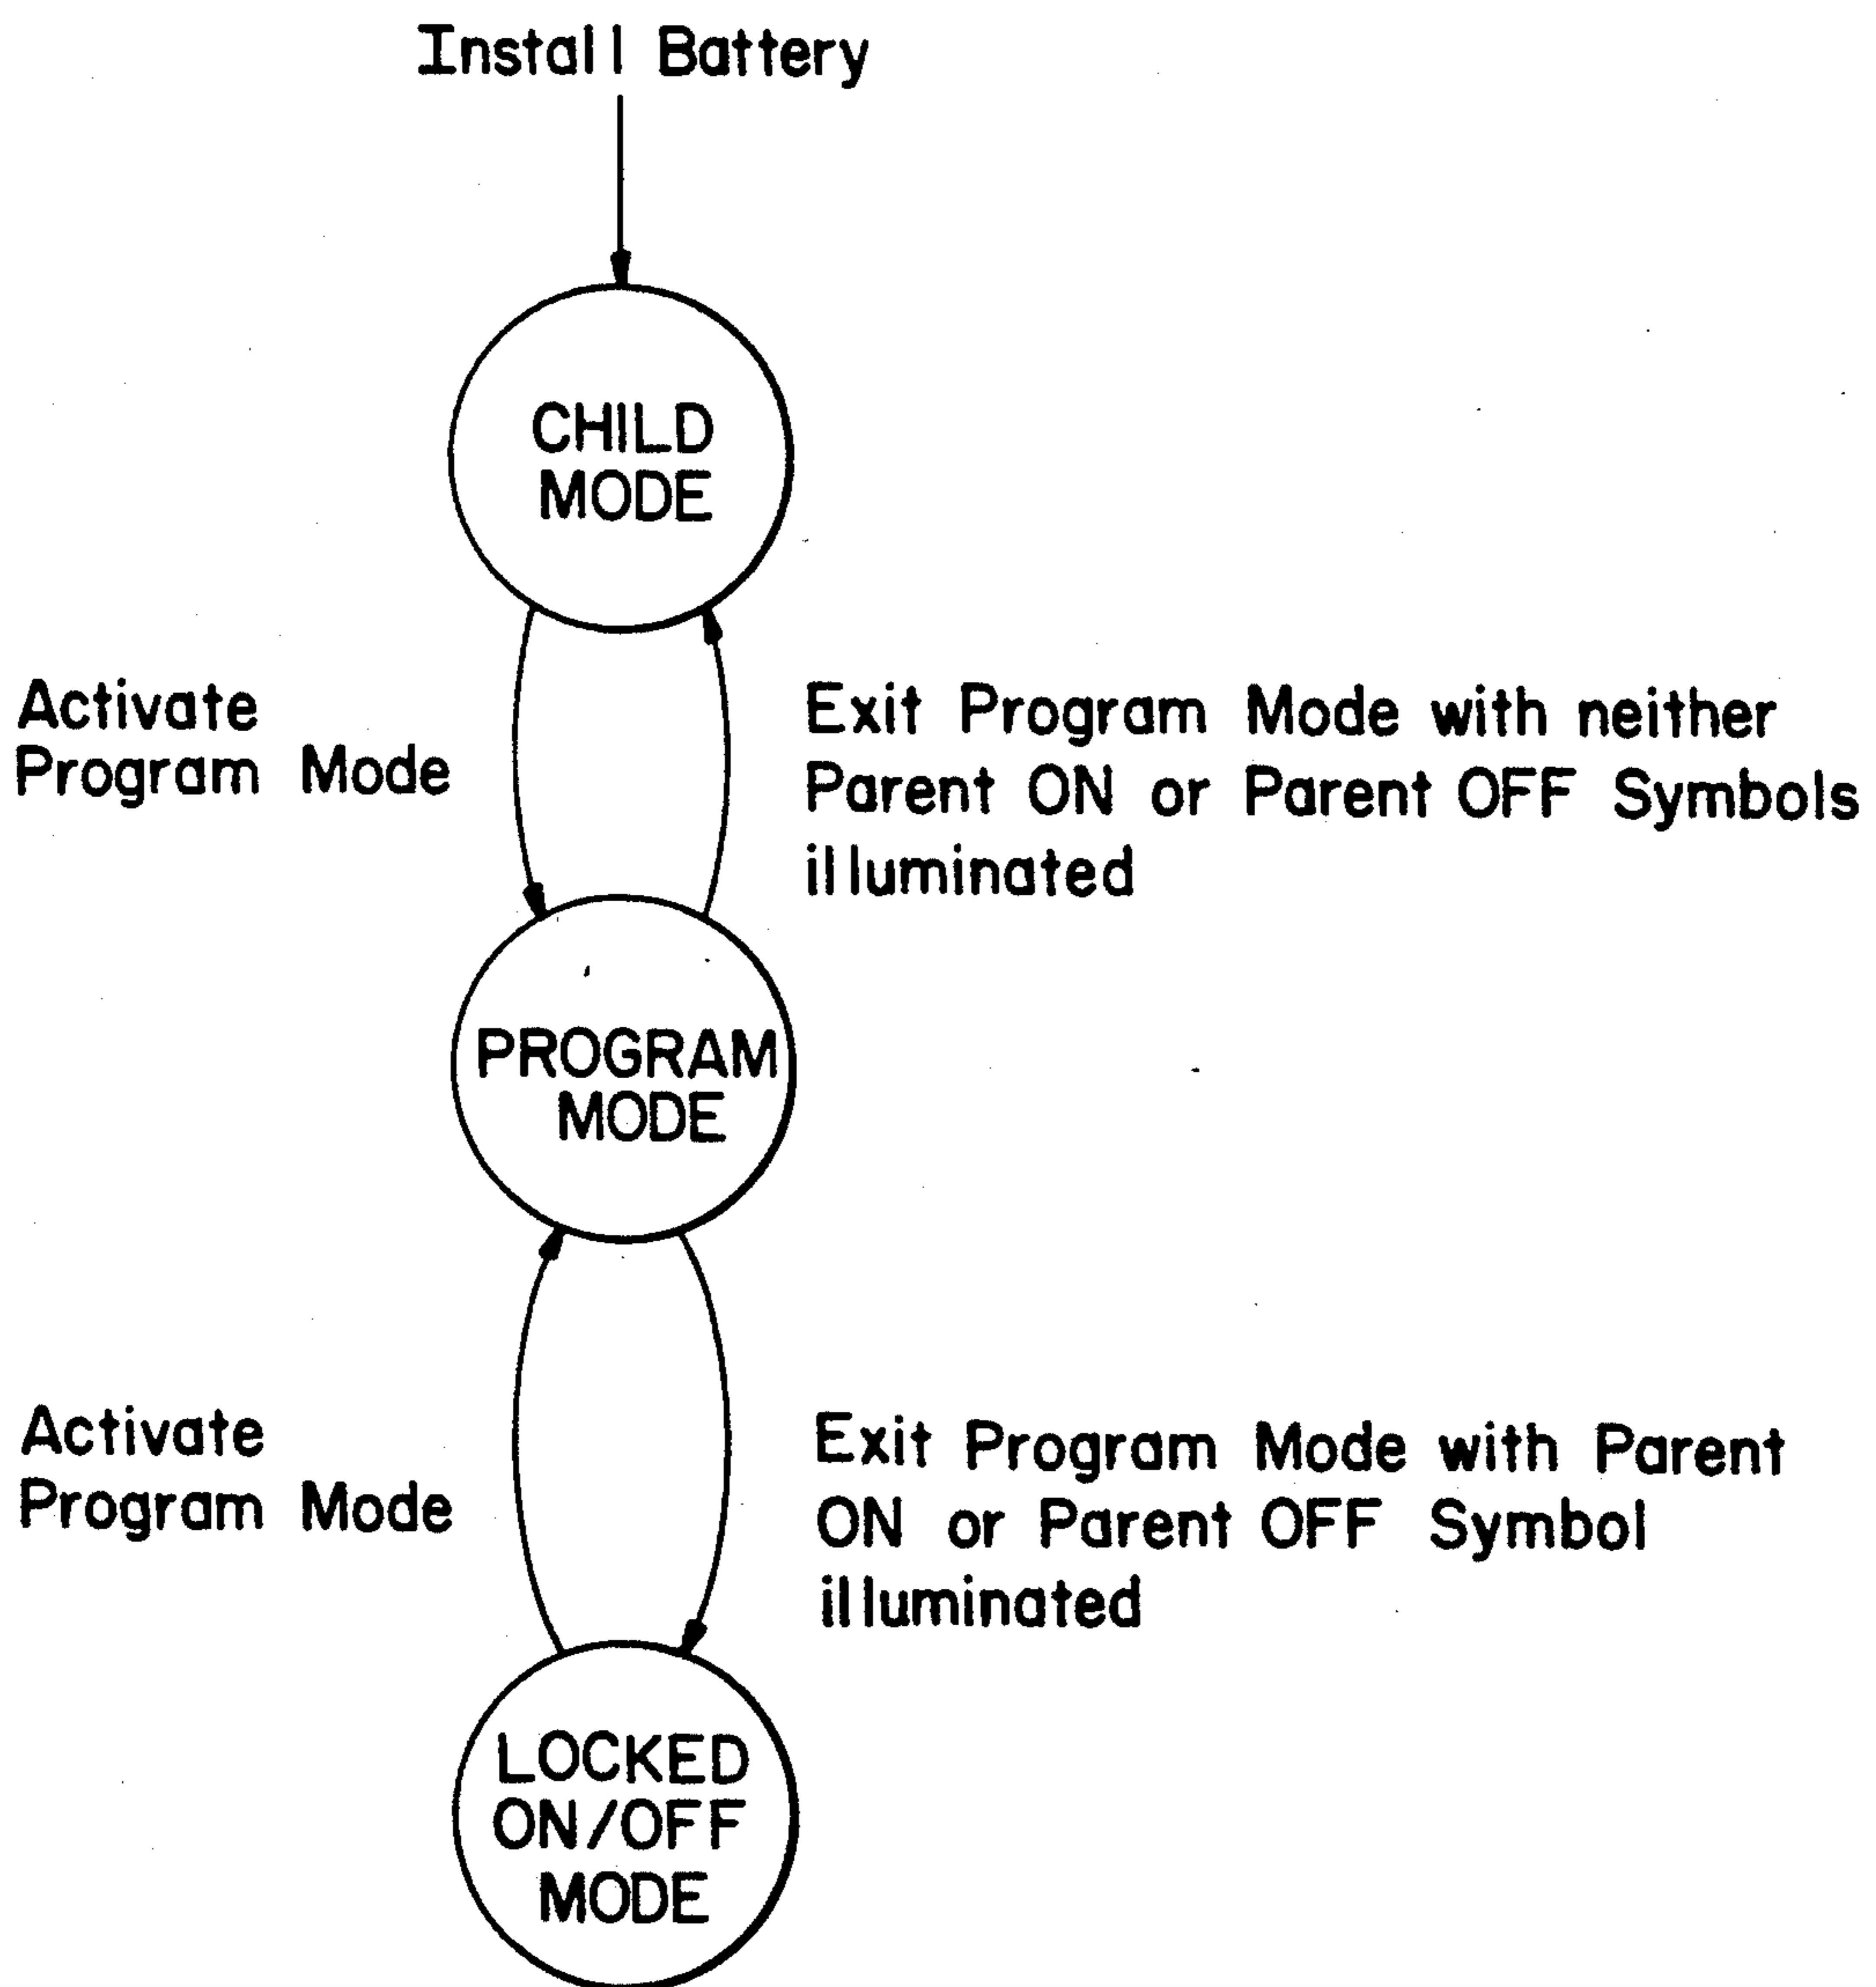 Install Battery
CHILD
MODE
Activate
Program Mode
Exit Program Mode with neither
Parent ON or Parent OFF Symbols
illuminated
PROGRAM
MODE
Activate
Program Mode
Exit Program Mode with Parent
ON or Parent OFF Symbol
illuminated
LOCKED
ON/OFF
MODE